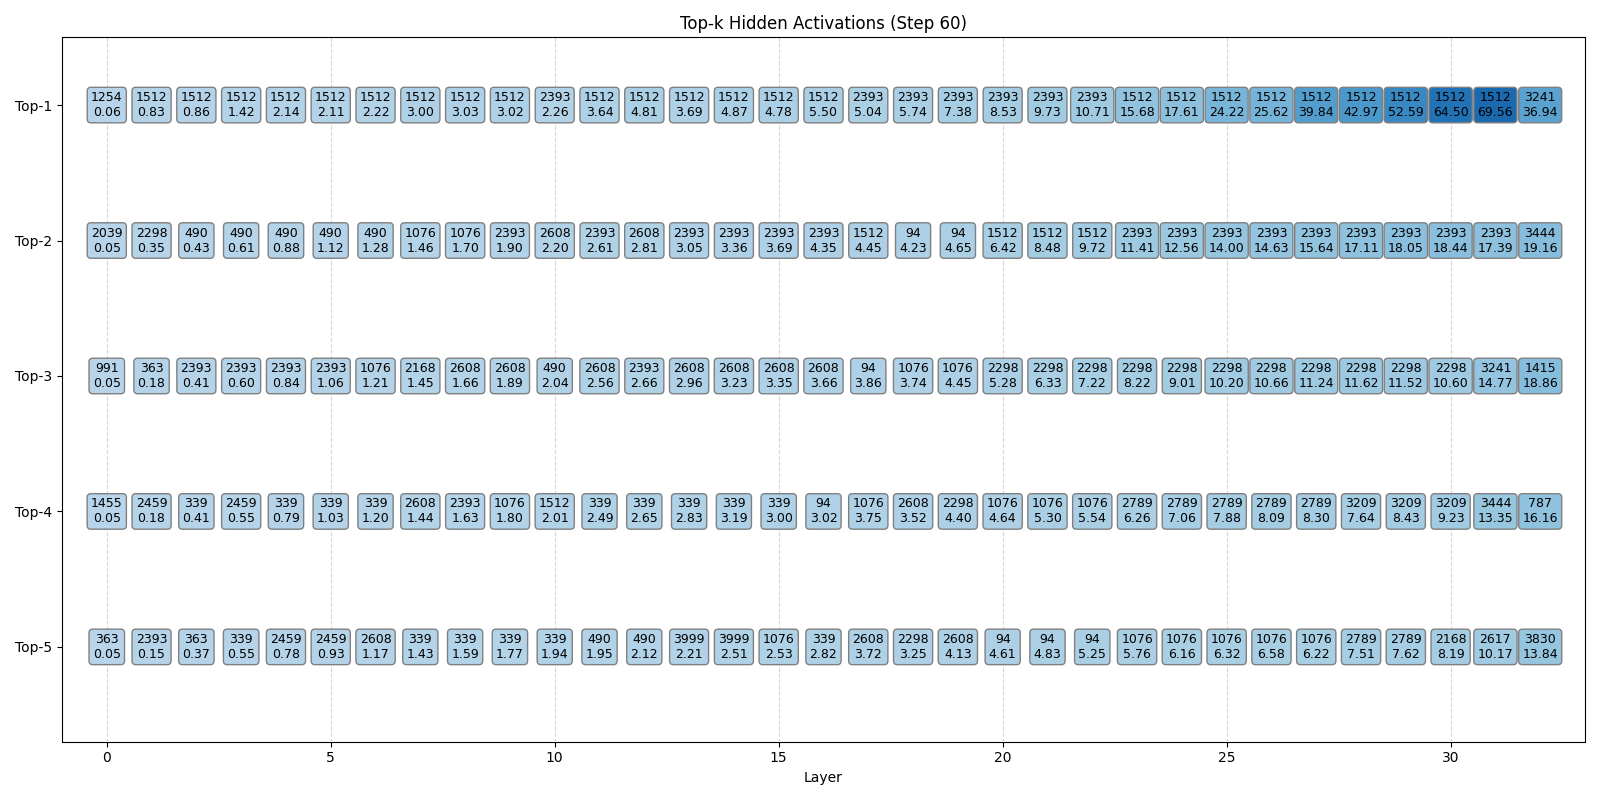 Top-k Hidden Activations (Step 60)
Top-1
1254 1512 1512 1512 1512 1512 1512 1512 1512 1512 2393 1512 1512 1512 1512 1512 1512 2393 2393 2393 2393 2393 2393 1512 1512 1512 1512 1512 1512 1512 1512 1512 3241
0.06 0.83 0.86 1.42 2.14 2.11 2.22 3.00 3.03 3.02 2.26 3.64 4.81 3.69 4.87 4.78 5.50 5.04 5.74 7.38 8.53 9.73 10.71 15.68 17.61 24.22 25.62 39.84 42.97 52.59 64.50 69.56 36.94
Top-2
2039 2298 490 490 490 490 490 1076 1076 2393 2608 2393 2608 2393 2393 2393 2393 1512 94 94 1512 1512 1512 2393 2393 2393 2393 2393 2393 2393 2393 2393 3444
0.05 0.35 0.43 0.61 0.88 1.12 1.28 1.46 1.70 1.90 2.20 2.61 2.81 3.05 3.36 3.69 4.35 4.45 4.23 4.65 6.42 8.48 9.72 11.41 12.56 14.00 14.63 15.64 17.11 18.05 18.44 17.39 19.16
Top-3
991 363 2393 2393 2393 2393 1076 2168 2608 2608 490 2608 2393 2608 2608 2608 2608 94 1076 1076 2298 2298 2298 2298 2298 2298 2298 2298 2298 2298 2298 3241 1415
0.05 0.18 0.41 0.60 0.84 1.06 1.21 1.45 1.66 1.89 2.04 2.56 2.66 2.96 3.23 3.35 3.66 3.86 3.74 4.45 5.28 6.33 7.22 8.22 9.01 10.20 10.66 11.24 11.62 11.52 10.60 14.77 18.86
Top-4
1455 2459 339 2459 339 339 339 2608 2393 1076 1512 339 339 339 339 339 94 1076 2608 2298 1076 1076 1076 2789 2789 2789 2789 2789 3209 3209 3209 3444 787
0.05 0.18 0.41 0.55 0.79 1.03 1.20 1.44 1.63 1.80 2.01 2.49 2.65 2.83 3.19 3.00 3.02 3.75 3.52 4.40 4.64 5.30 5.54 6.26 7.06 7.88 8.09 8.30 7.64 8.43 9.23 13.35 16.16
Top-5
363 2393 363 339 2459 2459 2608 339 339 339 339 490 490 3999 3999 1076 339 2608 2298 2608 94 94 94 1076 1076 1076 1076 1076 2789 2789 2168 2617 3830
0.05 0.15 0.37 0.55 0.78 0.93 1.17 1.43 1.59 1.77 1.94 1.95 2.12 2.21 2.51 2.53 2.82 3.72 3.25 4.13 4.61 4.83 5.25 5.76 6.16 6.32 6.58 6.22 7.51 7.62 8.19 10.17 13.84
0 5 10 15 20 25 30
Layer